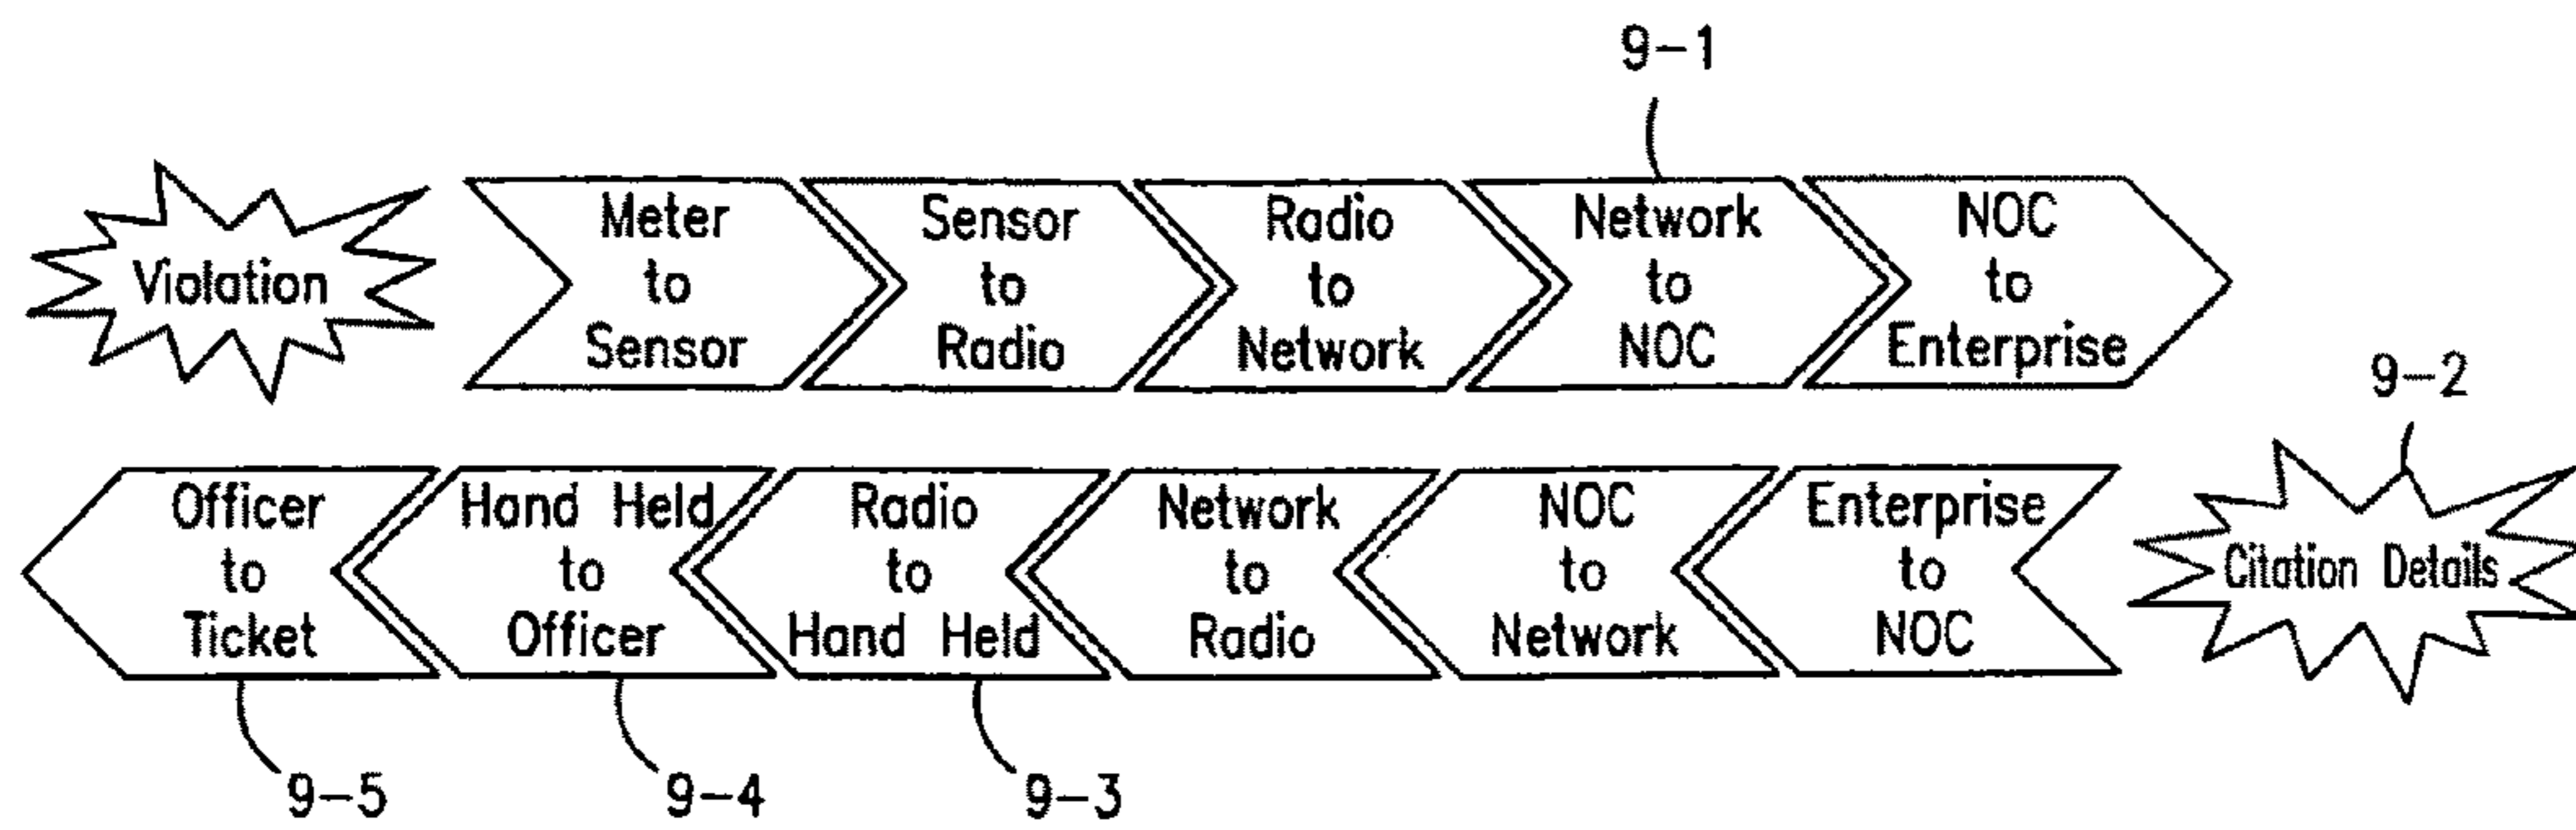 9-1
Violation
Meter
to
Sensor
Sensor
to
Radio
Radio
to
Network
Network
to
NOC
NOC
to
Enterprise
9-2
Officer
to
Ticket
Hand Held
to
Officer
Radio
to
Hand Held
Network
to
Radio
NOC
to
Network
Enterprise
to
NOC
Citation Details
9-5
9-4
9-3